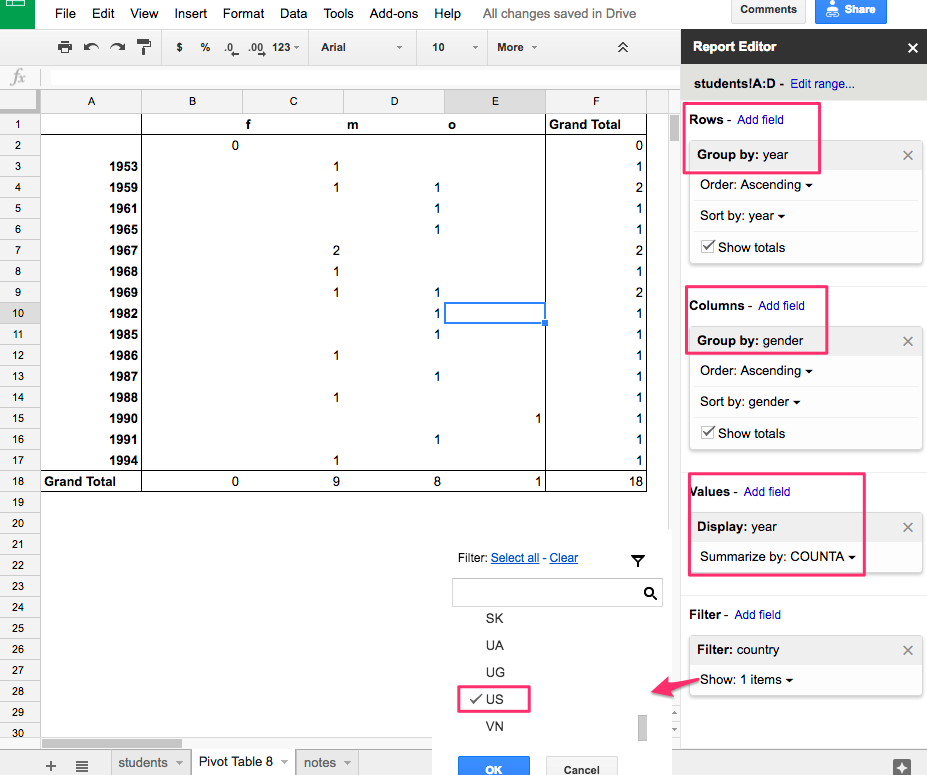 File Edit View Insert Format Data Tools Add-ons Help All changes saved in Drive Comments Share
$ % .0 .00 123 Arial 10 More
fx
A B C D E F
1 f m o Grand Total
2 0 0
3 1953 1 1
4 1959 1 1 2
5 1961 1 1
6 1965 1 1
7 1967 2 2
8 1968 1 1
9 1969 1 1 2
10 1982 1 1
11 1985 1 1
12 1986 1 1
13 1987 1 1
14 1988 1 1
15 1990 1 1
16 1991 1 1
17 1994 1 1
18 Grand Total 0 9 8 1 18
19
20
21
22
23
24
25
26
27
28
29
30
Filter: Select all - Clear
SK
UA
UG
US
VN
OK Cancel
students Pivot Table 8 notes
Report Editor
students!A:D - Edit range...
Rows - Add field
Group by: year
Order: Ascending
Sort by: year
Show totals
Columns - Add field
Group by: gender
Order: Ascending
Sort by: gender
Show totals
Values - Add field
Display: year
Summarize by: COUNTA
Filter - Add field
Filter: country
Show: 1 items